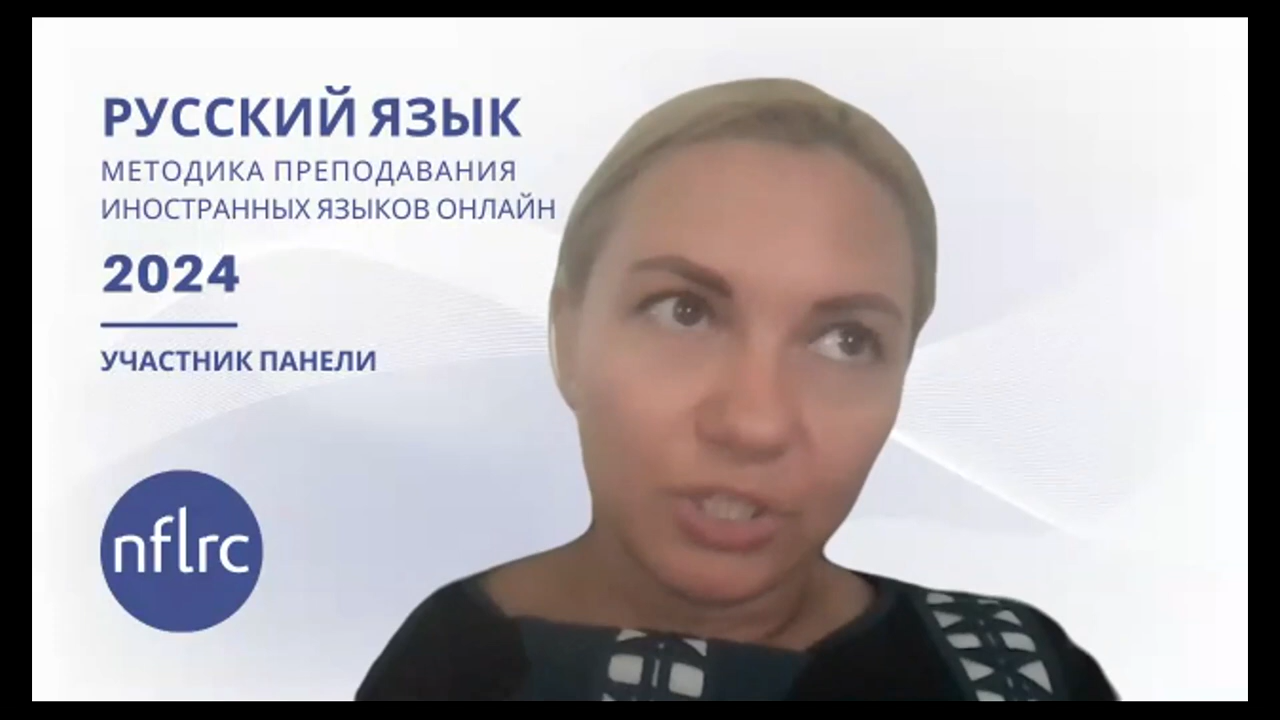 РУССКИЙ ЯЗЫК
МЕТОДИКА ПРЕПОДАВАНИЯ
ИНОСТРАННЫХ ЯЗЫКОВ ОНЛАЙН
2024
УЧАСТНИК ПАНЕЛИ
nflrc